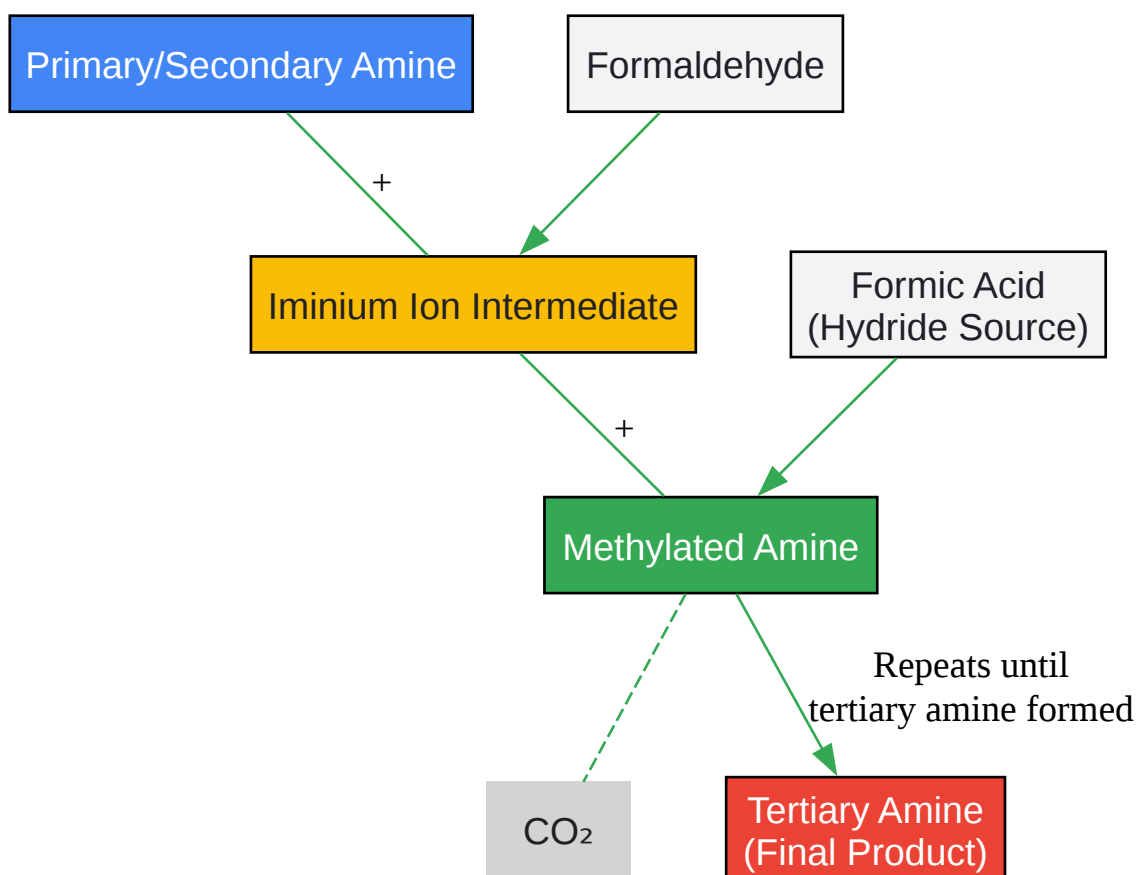 Primary/Secondary Amine
Formaldehyde
+
Iminium Ion Intermediate
Formic Acid
(Hydride Source)
+
Methylated Amine
Repeats until
tertiary amine formed
CO₂
Tertiary Amine
(Final Product)